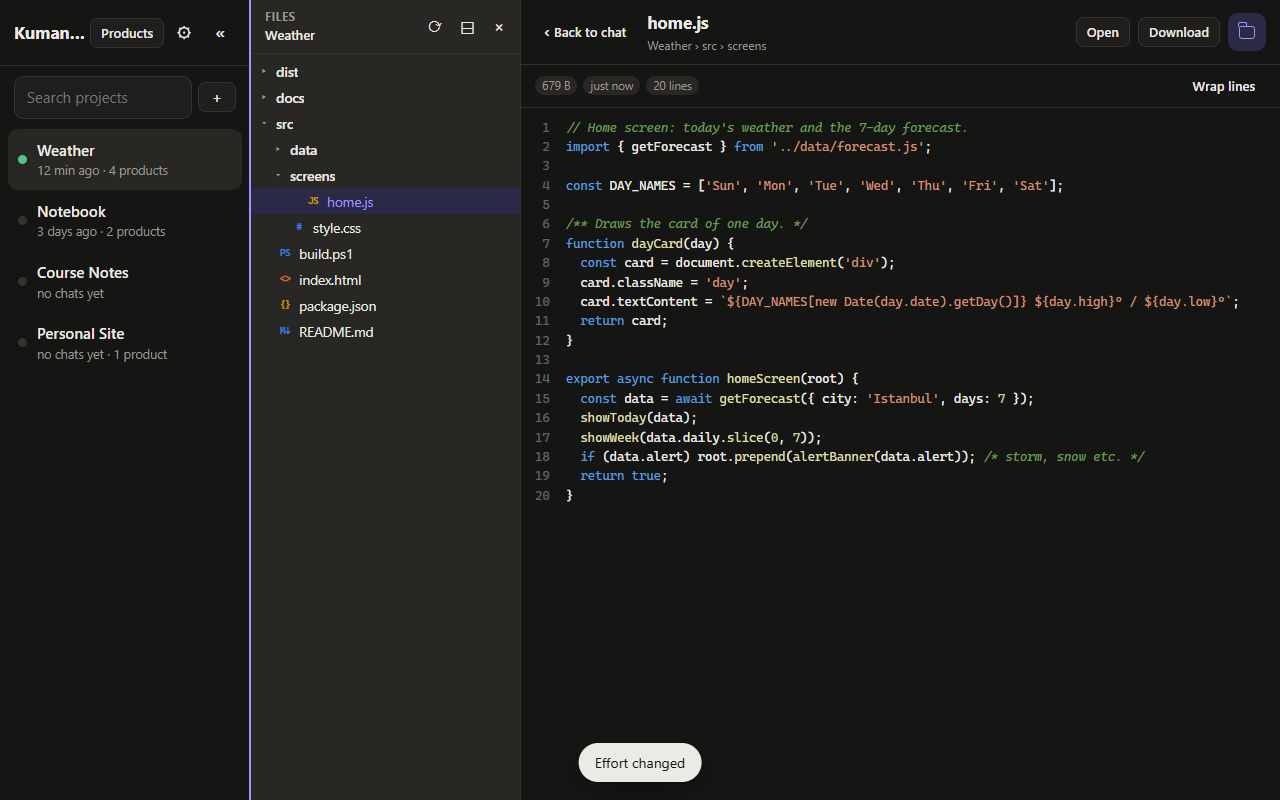 Kuman...
Products
«
Search projects
+
Weather
12 min ago · 4 products
Notebook
3 days ago · 2 products
Course Notes
no chats yet
Personal Site
no chats yet · 1 product
FILES
Weather
×
dist
docs
src
data
screens
JS home.js
# style.css
PS build.ps1
<> index.html
{} package.json
M↓ README.md
‹ Back to chat
home.js
Weather › src › screens
Open
Download
679 B
just now
20 lines
Wrap lines
1 // Home screen: today's weather and the 7-day forecast.
2 import { getForecast } from '../data/forecast.js';
3
4 const DAY_NAMES = ['Sun', 'Mon', 'Tue', 'Wed', 'Thu', 'Fri', 'Sat'];
5
6 /** Draws the card of one day. */
7 function dayCard(day) {
8   const card = document.createElement('div');
9   card.className = 'day';
10   card.textContent = `${DAY_NAMES[new Date(day.date).getDay()]} ${day.high}° / ${day.low}°`;
11   return card;
12 }
13
14 export async function homeScreen(root) {
15   const data = await getForecast({ city: 'Istanbul', days: 7 });
16   showToday(data);
17   showWeek(data.daily.slice(0, 7));
18   if (data.alert) root.prepend(alertBanner(data.alert)); /* storm, snow etc. */
19   return true;
20 }
Effort changed